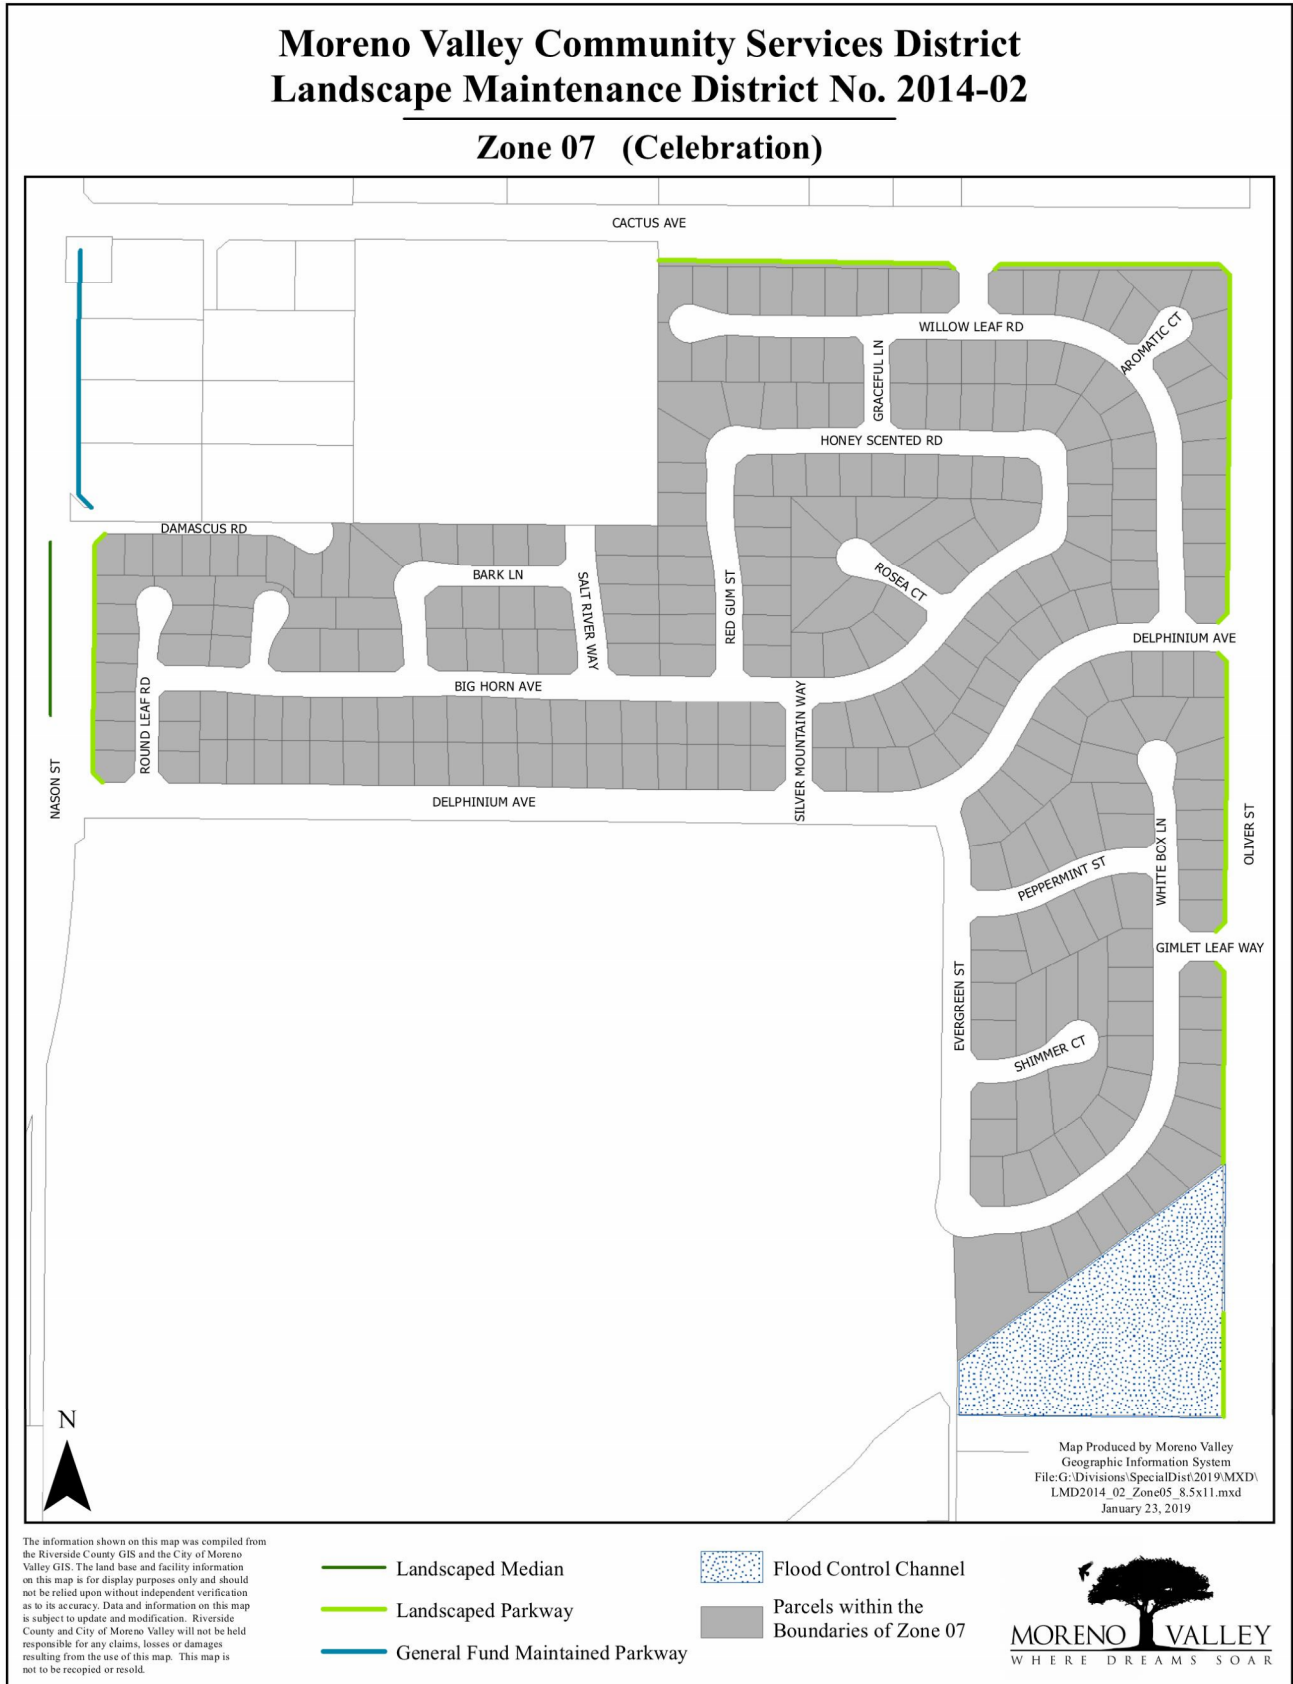 Moreno Valley Community Services District
Landscape Maintenance District No. 2014-02
Zone 07 (Celebration)
CACTUS AVE
WILLOW LEAF RD
AROMATIC CT
GRACEFUL LN
HONEY SCENTED RD
DAMASCUS RD
BARK LN
SALT RIVER WAY
RED GUM ST
ROSEA CT
DELPHINIUM AVE
BIG HORN AVE
ROUND LEAF RD
SILVER MOUNTAIN WAY
NASON ST
DELPHINIUM AVE
OLIVER ST
WHITE BOX LN
PEPPERMINT ST
GIMLET LEAF WAY
EVERGREEN ST
SHIMMER CT
N
Map Produced by Moreno Valley
Geographic Information System
File:G:\Divisions\SpecialDist\2019\MXD\
LMD2014_02_Zone05_8.5x11.mxd
January 23, 2019
The information shown on this map was compiled from
the Riverside County GIS and the City of Moreno
Valley GIS. The land base and facility information
on this map is for display purposes only and should
not be relied upon without independent verification
as to its accuracy. Data and information on this map
is subject to update and modification. Riverside
County and City of Moreno Valley will not be held
responsible for any claims, losses or damages
resulting from the use of this map. This map is
not to be recopied or resold.
Landscaped Median
Landscaped Parkway
General Fund Maintained Parkway
Flood Control Channel
Parcels within the
Boundaries of Zone 07
MORENO VALLEY
WHERE DREAMS SOAR